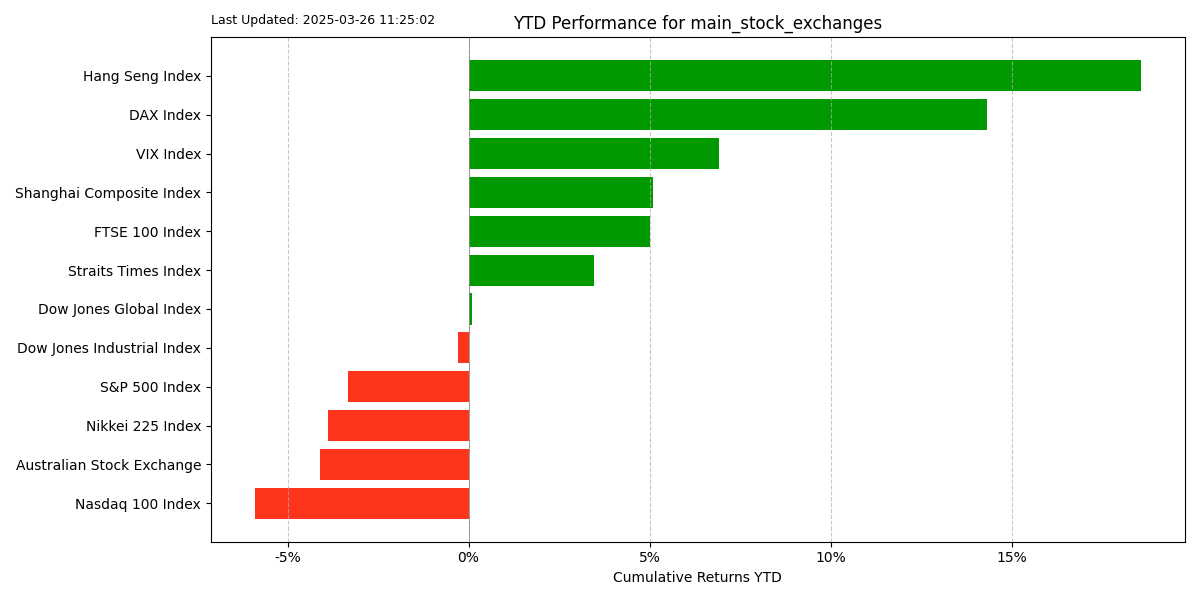 Last Updated: 2025-03-26 11:25:02
YTD Performance for main_stock_exchanges
Hang Seng Index
DAX Index
VIX Index
Shanghai Composite Index
FTSE 100 Index
Straits Times Index
Dow Jones Global Index
Dow Jones Industrial Index
S&P 500 Index
Nikkei 225 Index
Australian Stock Exchange
Nasdaq 100 Index
-5% 0% 5% 10% 15%
Cumulative Returns YTD